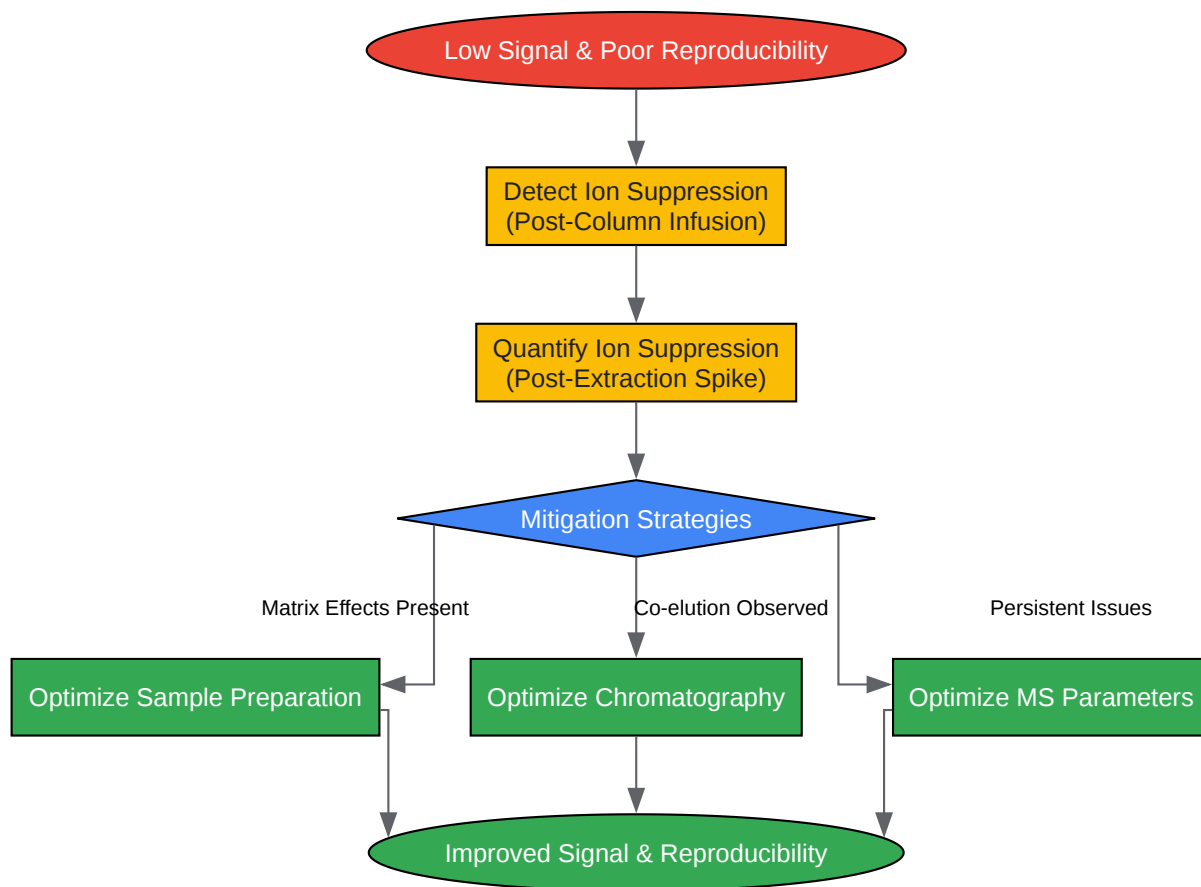 Low Signal & Poor Reproducibility
Detect Ion Suppression
(Post-Column Infusion)
Quantify Ion Suppression
(Post-Extraction Spike)
Mitigation Strategies
Matrix Effects Present
Co-elution Observed
Persistent Issues
Optimize Sample Preparation
Optimize Chromatography
Optimize MS Parameters
Improved Signal & Reproducibility